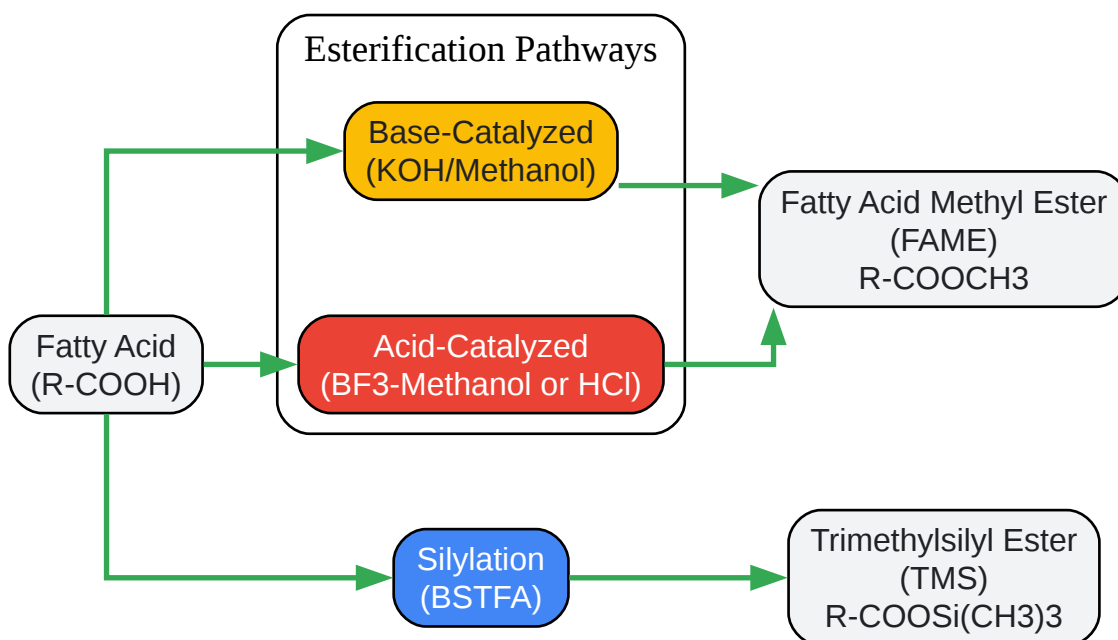 Esterification Pathways
Base-Catalyzed
(KOH/Methanol)
Fatty Acid Methyl Ester
(FAME)
R-COOCH3
Fatty Acid
(R-COOH)
Acid-Catalyzed
(BF3-Methanol or HCl)
Silylation
(BSTFA)
Trimethylsilyl Ester
(TMS)
R-COOSi(CH3)3